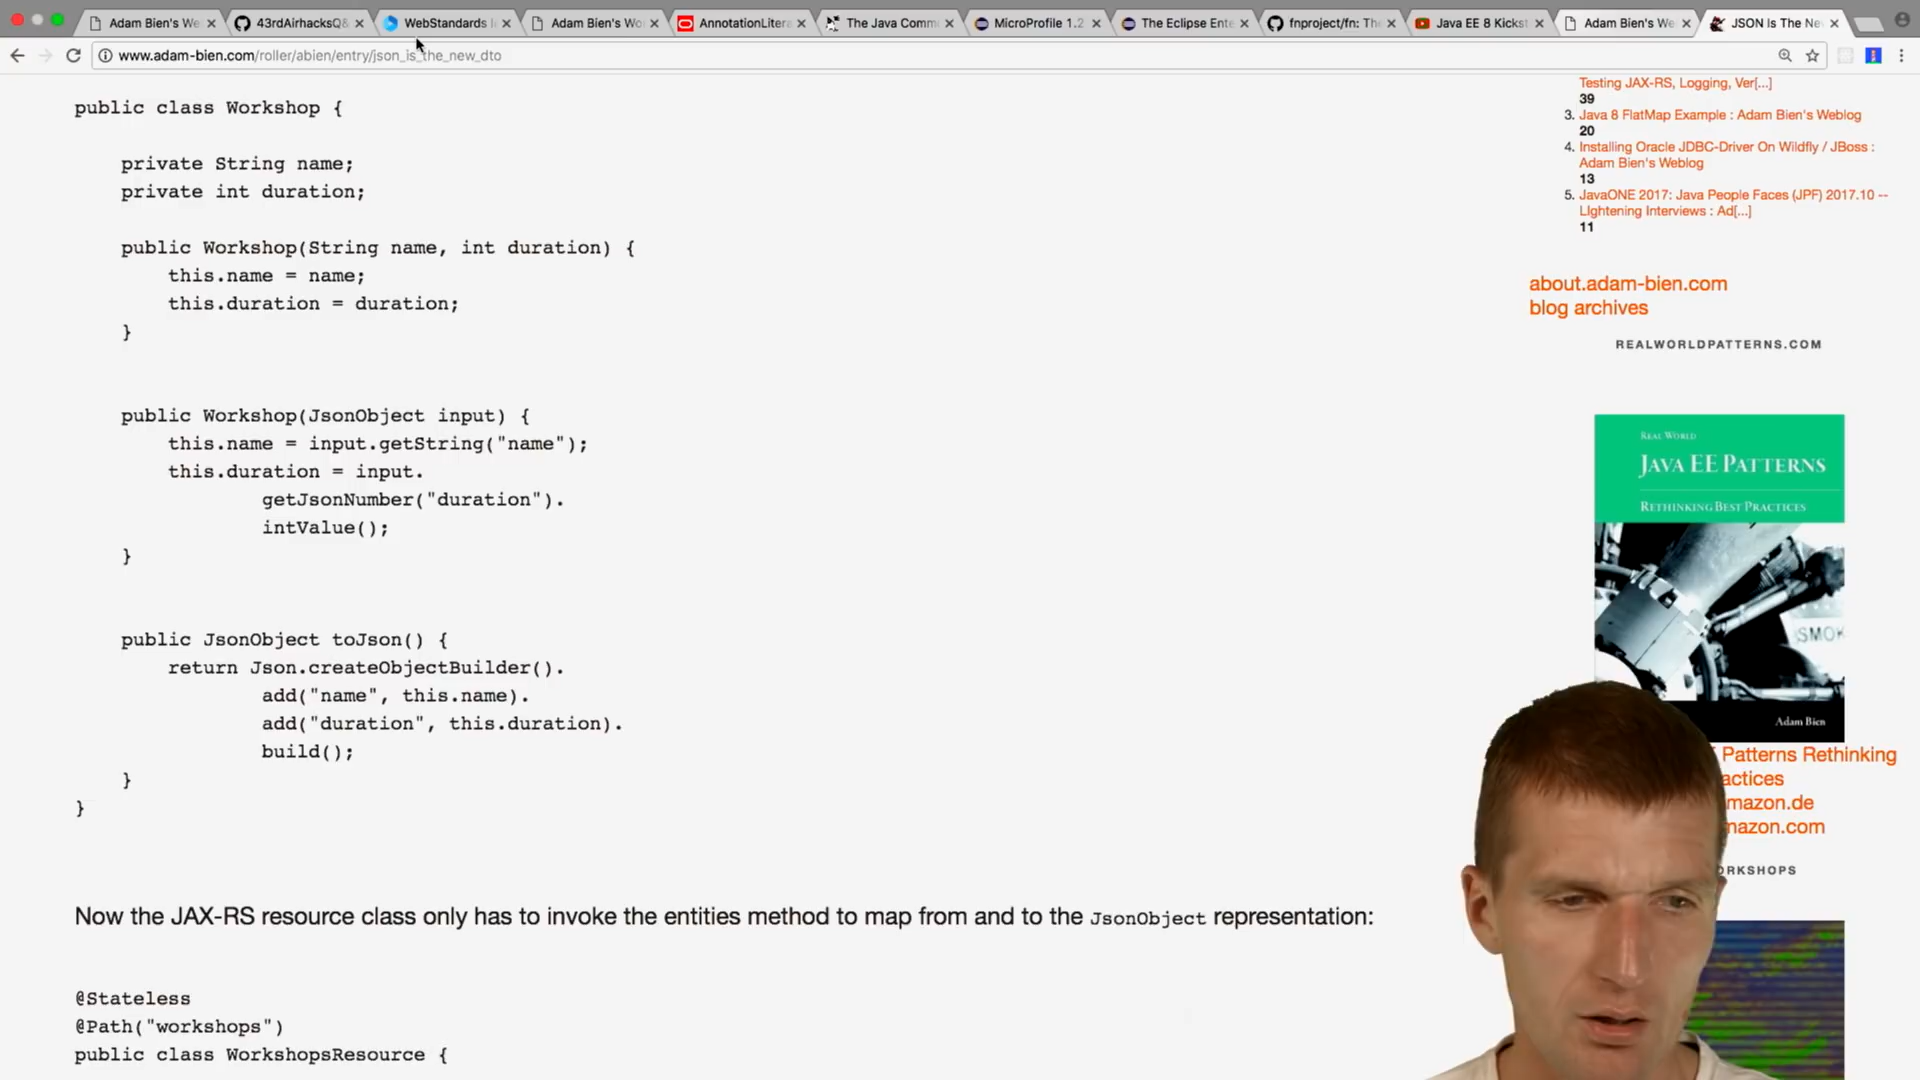 Adam Bien's We
43rdAirhacksQ&
WebStandards I
Adam Bien's Wo
AnnotationLitera
The Java Comm
MicroProfile 1.2
The Eclipse Ente
fnproject/fn: The
Java EE 8 Kickst
Adam Bien's We
JSON Is The Ne
www.adam-bien.com/roller/abien/entry/json_is_the_new_dto
public class Workshop {
private String name;
private int duration;
public Workshop(String name, int duration) {
this.name = name;
this.duration = duration;
}
public Workshop(JsonObject input) {
this.name = input.getString("name");
this.duration = input.
getJsonNumber("duration").
intValue();
}
public JsonObject toJson() {
return Json.createObjectBuilder().
add("name", this.name).
add("duration", this.duration).
build();
}
}
Now the JAX-RS resource class only has to invoke the entities method to map from and to the JsonObject representation:
@Stateless
@Path("workshops")
public class WorkshopsResource {
Testing JAX-RS, Logging, Ver[...]
39
3. Java 8 FlatMap Example : Adam Bien's Weblog
20
4. Installing Oracle JDBC-Driver On Wildfly / JBoss :
Adam Bien's Weblog
13
5. JavaONE 2017: Java People Faces (JPF) 2017.10 --
LIghtening Interviews : Ad[...]
11
about.adam-bien.com
blog archives
REALWORLDPATTERNS.COM
REAL WORLD
JAVA EE PATTERNS
RETHINKING BEST PRACTICES
SMOK
Adam Bien
Patterns Rethinking
actices
mazon.de
mazon.com
ORKSHOPS